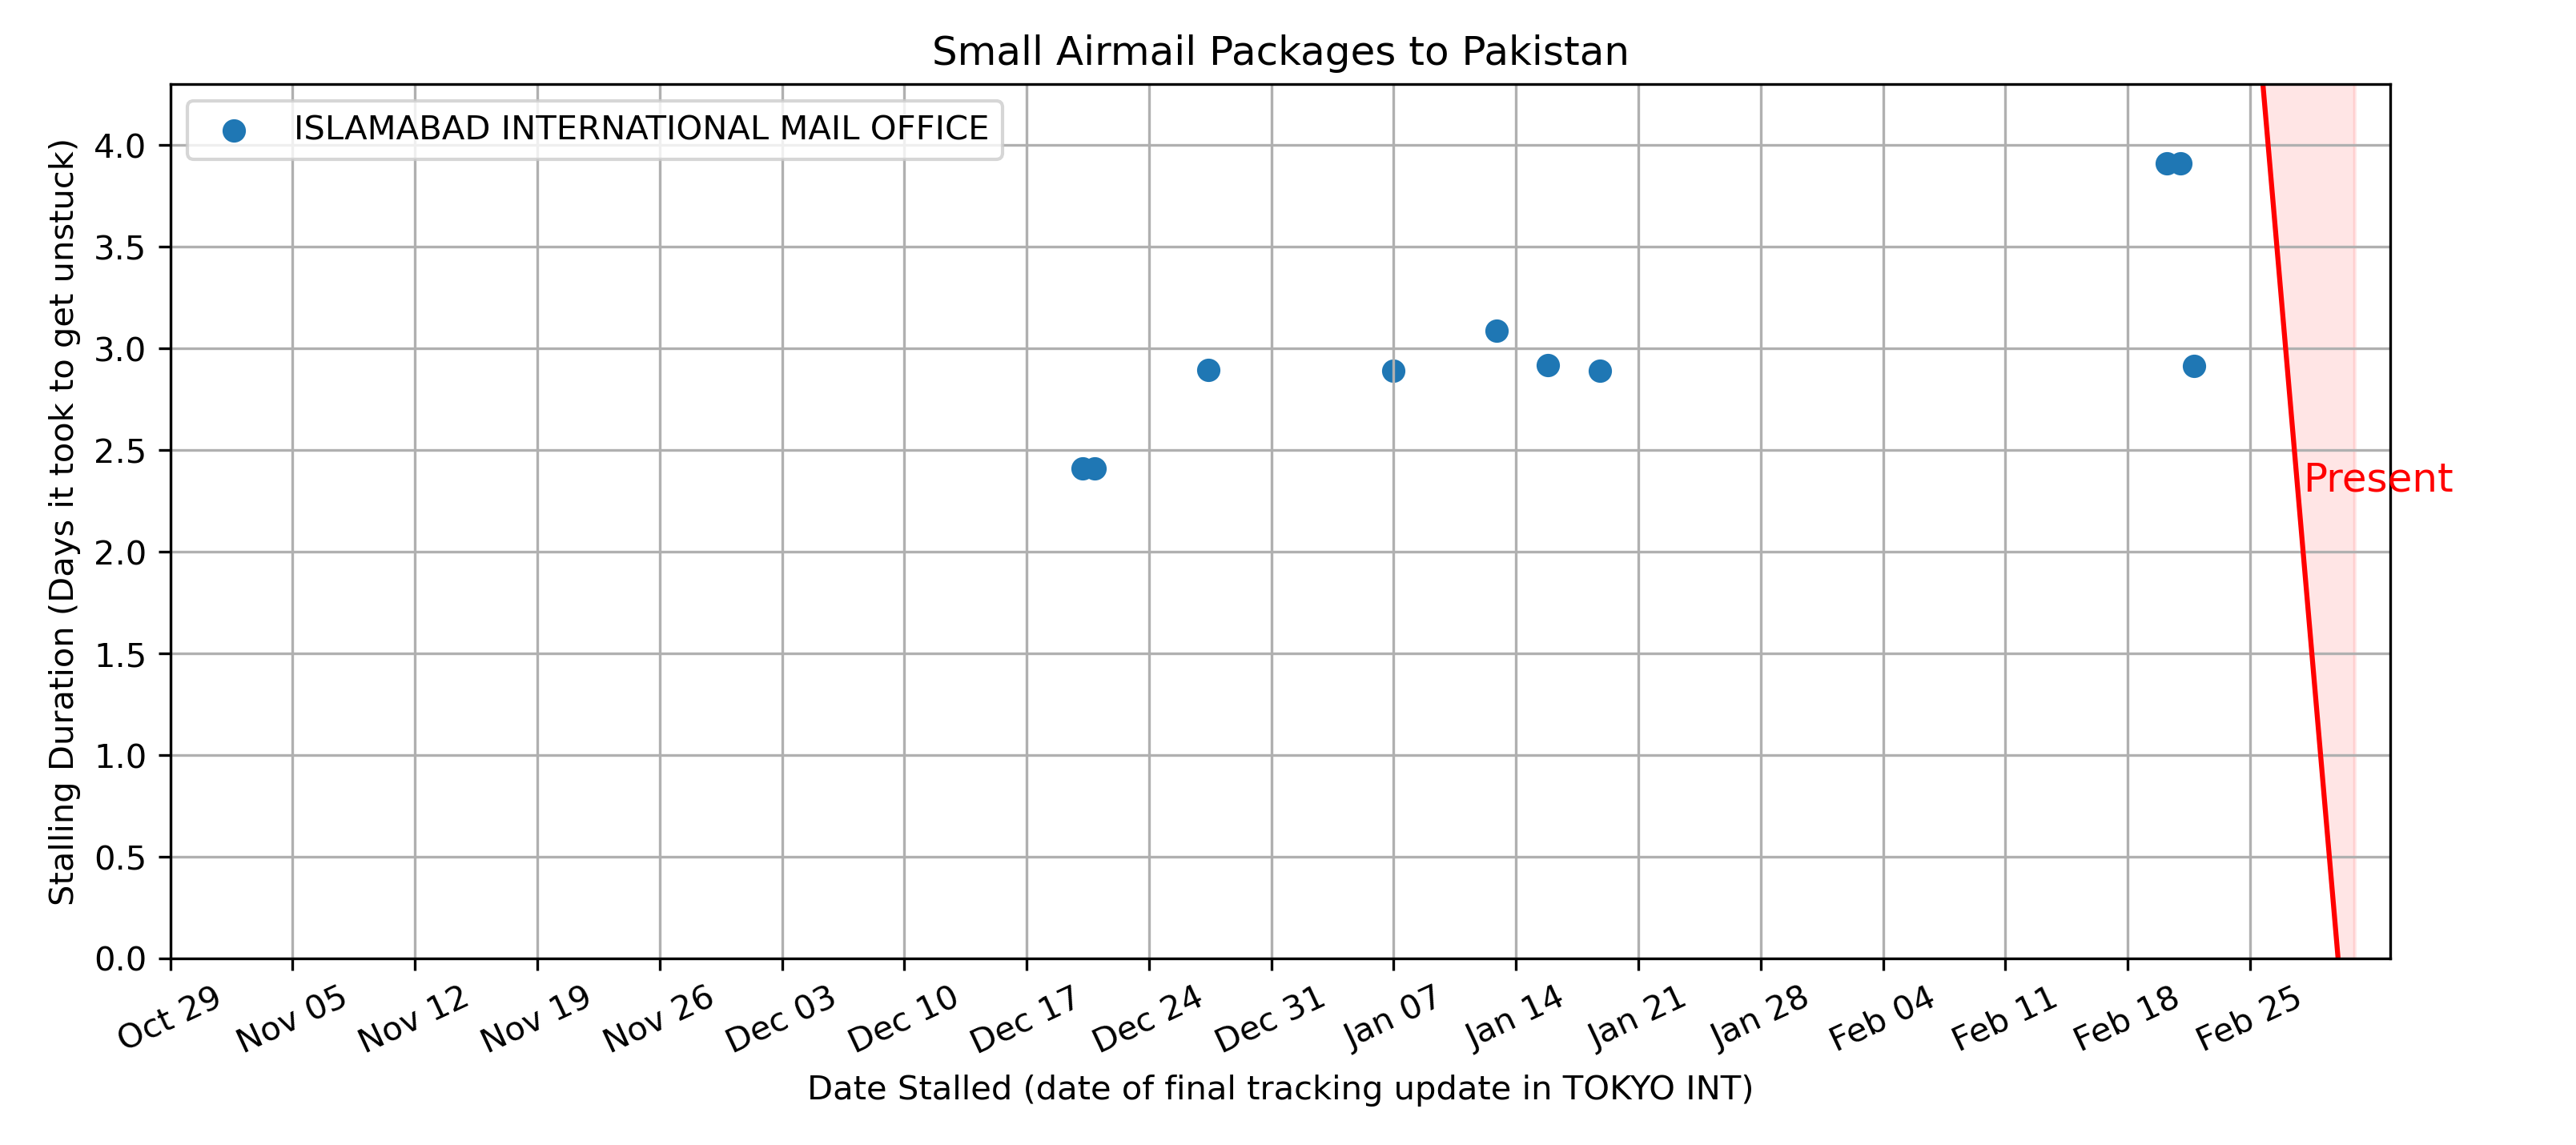 Small Airmail Packages to Pakistan
ISLAMABAD INTERNATIONAL MAIL OFFICE
Stalling Duration (Days it took to get unstuck)
4.0
3.5
3.0
2.5
2.0
1.5
1.0
0.5
0.0
Present
Oct 29
Nov 05
Nov 12
Nov 19
Nov 26
Dec 03
Dec 10
Dec 17
Dec 24
Dec 31
Jan 07
Jan 14
Jan 21
Jan 28
Feb 04
Feb 11
Feb 18
Feb 25
Date Stalled (date of final tracking update in TOKYO INT)